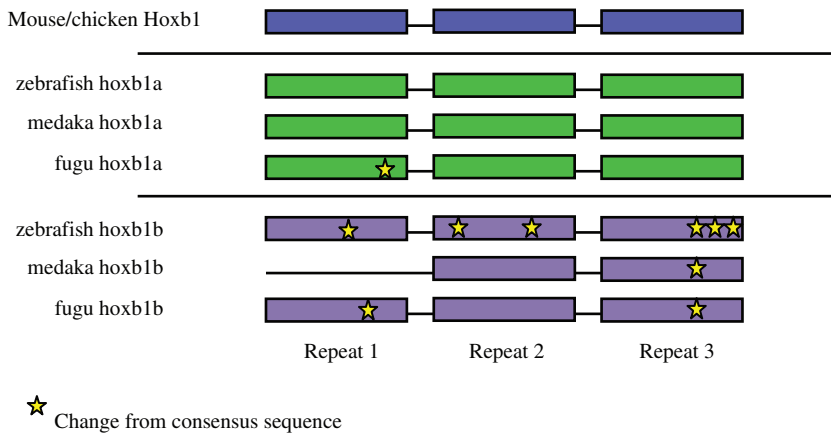 Mouse/chicken Hoxb1
zebrafish hoxb1a
medaka hoxb1a
fugu hoxb1a
zebrafish hoxb1b
medaka hoxb1b
fugu hoxb1b
Repeat 1 Repeat 2 Repeat 3
Change from consensus sequence